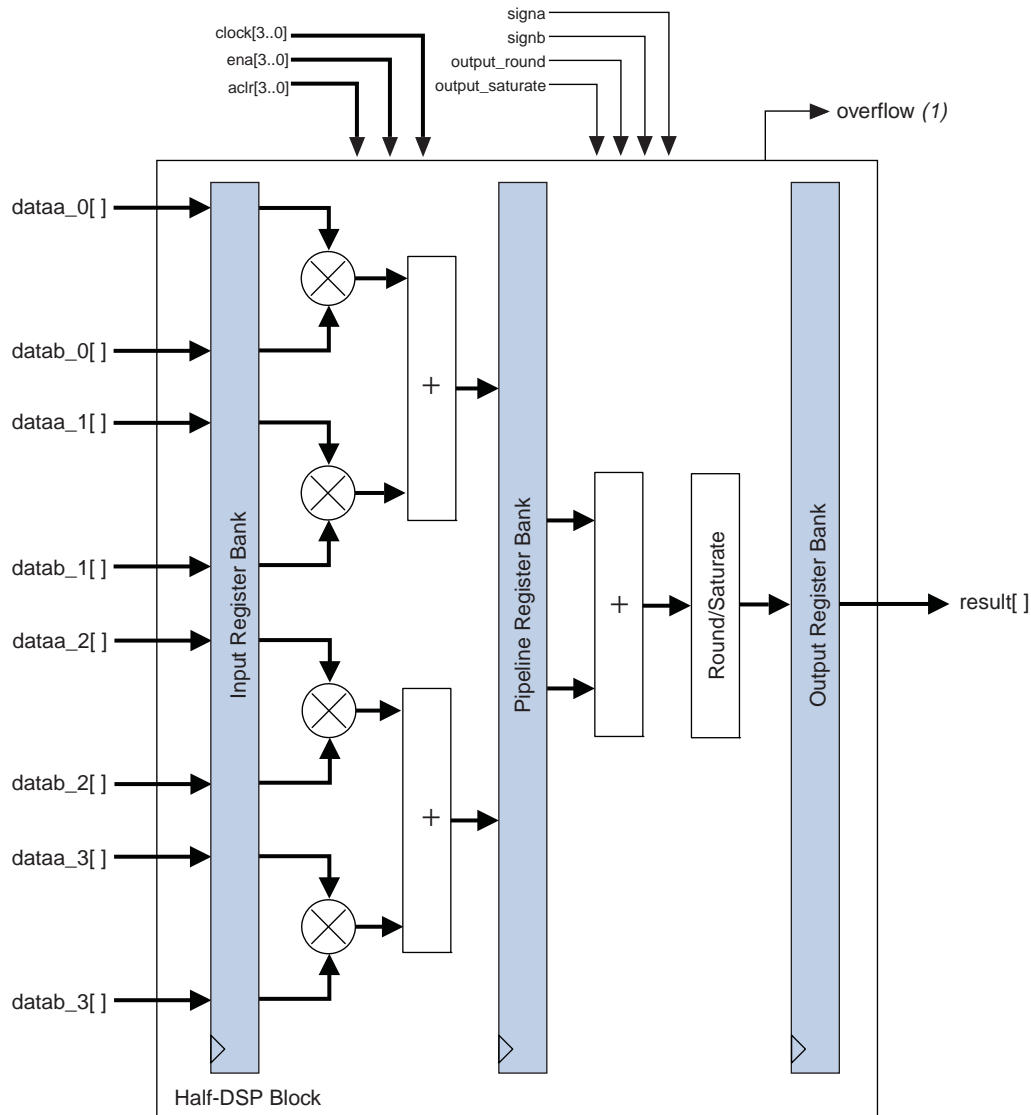 clock[3..0]
ena[3..0]
aclr[3..0]
signa
signb
output_round
output_saturate
overflow (1)
dataa_0[ ]
datab_0[ ]
dataa_1[ ]
datab_1[ ]
dataa_2[ ]
datab_2[ ]
dataa_3[ ]
datab_3[ ]
Input Register Bank
+
+
Pipeline Register Bank
+
Round/Saturate
Output Register Bank
result[ ]
Half-DSP Block